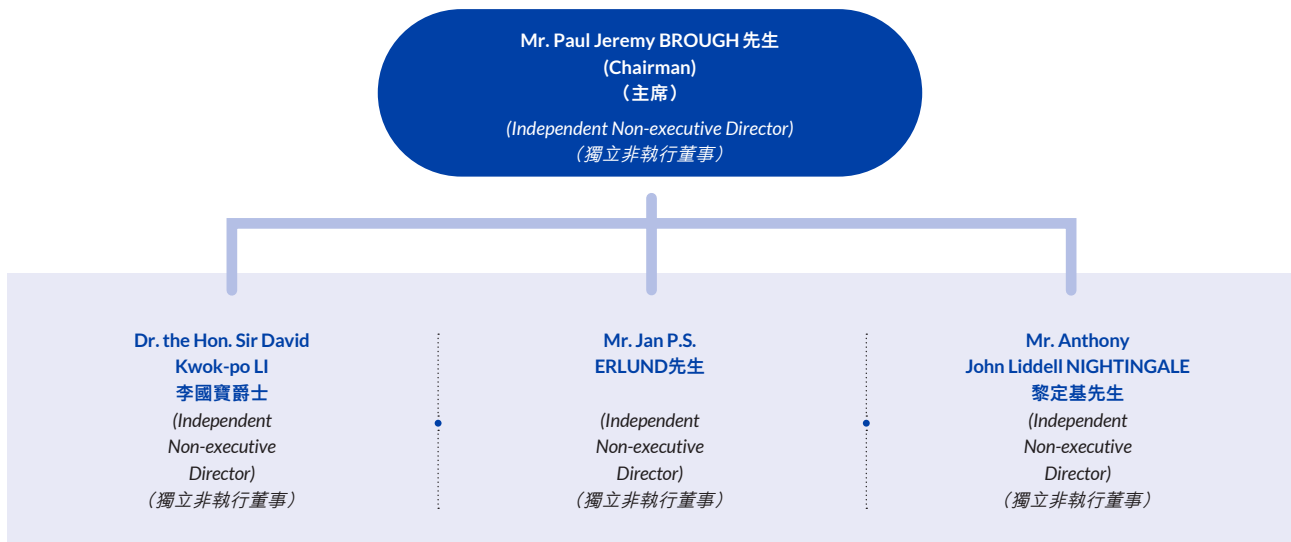 Mr. Paul Jeremy BROUGH 先生
(Chairman)
（主席）
(Independent Non-executive Director)
（獨立非執行董事）
Dr. the Hon. Sir David
Kwok-po LI
李國寶爵士
(Independent
Non-executive
Director)
（獨立非執行董事）
Mr. Jan P.S.
ERLUND先生
(Independent
Non-executive
Director)
（獨立非執行董事）
Mr. Anthony
John Liddell NIGHTINGALE
黎定基先生
(Independent
Non-executive
Director)
（獨立非執行董事）